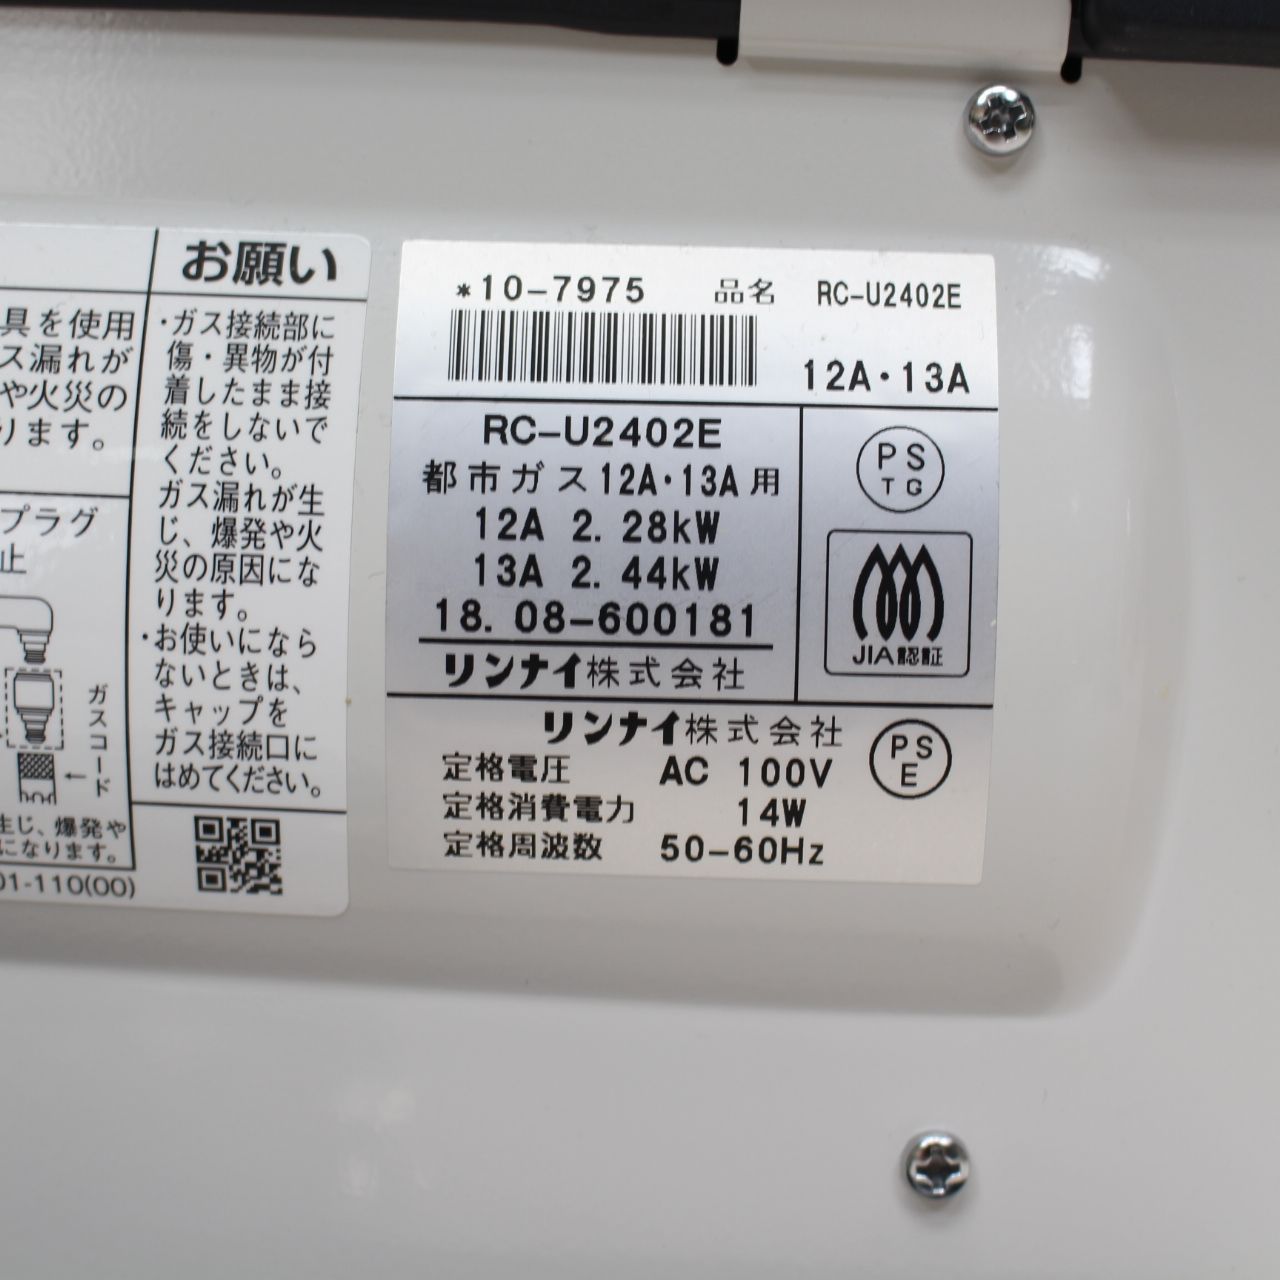 具を使用
ス漏れが
や火災の
ります。
プラグ
止
ガスコード
生じ、爆発や
になります。
01-110(00)
お願い
・ガス接続部に
傷・異物が付
着したまま接
続をしないで
ください。
ガス漏れが生
じ、爆発や火
災の原因にな
ります。
・お使いになら
ないときは、
キャップを
ガス接続口に
はめてください。
*10-7975 品名 RC-U2402E
12A・13A
RC-U2402E
都市ガス12A・13A用
12A 2. 28kW
13A 2. 44kW
18. 08-600181
リンナイ株式会社
PS
TG
JIA認証
リンナイ株式会社
定格電圧 AC 100V
定格消費電力 14W
定格周波数 50-60Hz
PS
E